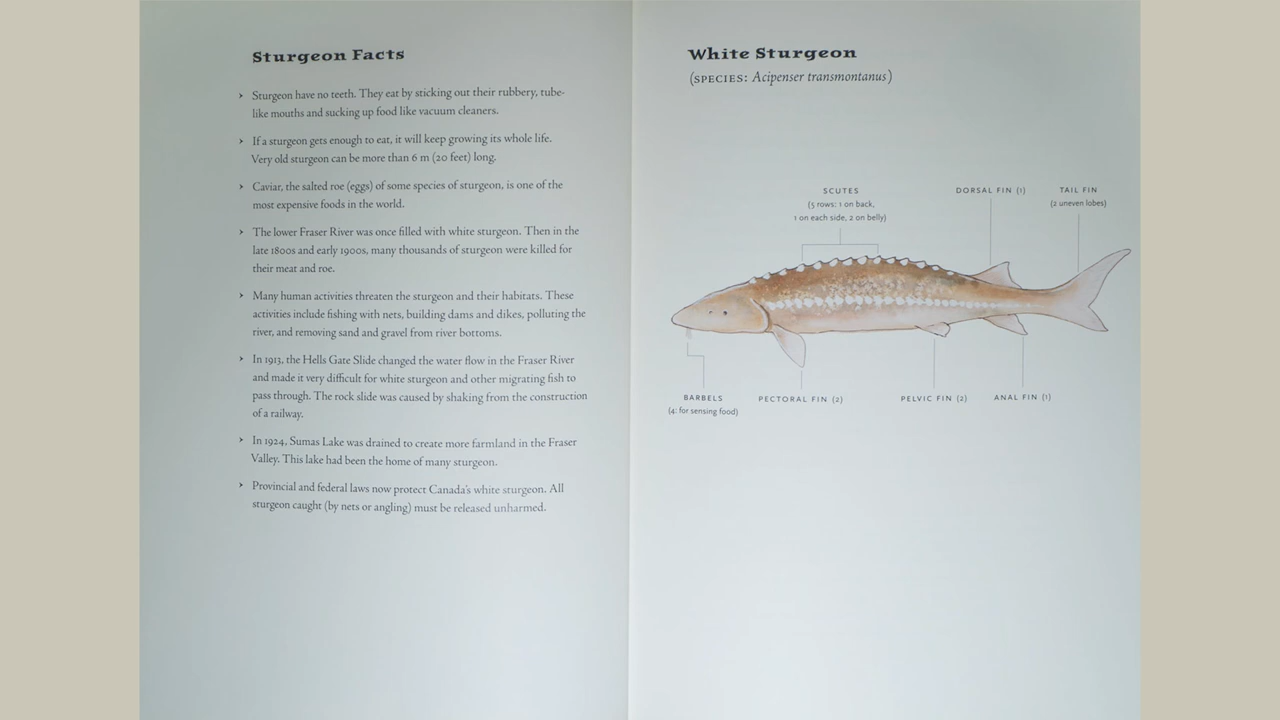 Sturgeon Facts
› Sturgeon have no teeth. They eat by sticking out their rubbery, tube-
like mouths and sucking up food like vacuum cleaners.
› If a sturgeon gets enough to eat, it will keep growing its whole life.
Very old sturgeon can be more than 6 m (20 feet) long.
› Caviar, the salted roe (eggs) of some species of sturgeon, is one of the
most expensive foods in the world.
› The lower Fraser River was once filled with white sturgeon. Then in the
late 1800s and early 1900s, many thousands of sturgeon were killed for
their meat and roe.
› Many human activities threaten the sturgeon and their habitats. These
activities include fishing with nets, building dams and dikes, polluting the
river, and removing sand and gravel from river bottoms.
› In 1913, the Hells Gate Slide changed the water flow in the Fraser River
and made it very difficult for white sturgeon and other migrating fish to
pass through. The rock slide was caused by shaking from the construction
of a railway.
› In 1924, Sumas Lake was drained to create more farmland in the Fraser
Valley. This lake had been the home of many sturgeon.
› Provincial and federal laws now protect Canada's white sturgeon. All
sturgeon caught (by nets or angling) must be released unharmed.
White Sturgeon
(SPECIES: Acipenser transmontanus)
SCUTES
(5 rows: 1 on back,
1 on each side, 2 on belly)
DORSAL FIN (1)
TAIL FIN
(2 uneven lobes)
BARBELS
(4: for sensing food)
PECTORAL FIN (2)
PELVIC FIN (2)
ANAL FIN (1)